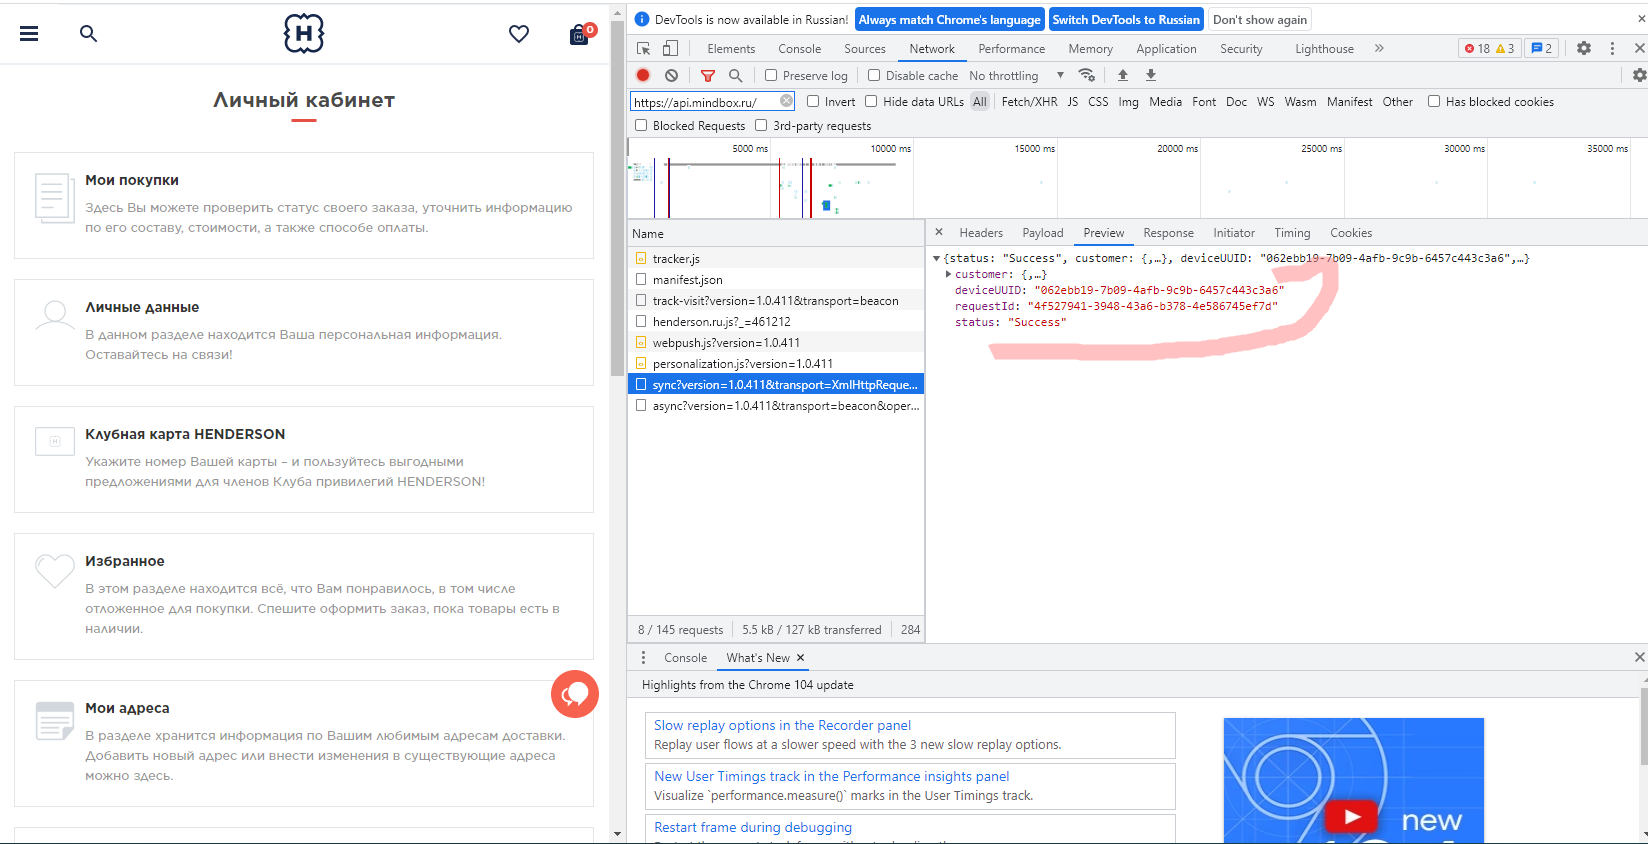 H
0
Личный кабинет
Мои покупки
Здесь Вы можете проверить статус своего заказа, уточнить информацию
по его составу, стоимости, а также способе оплаты.
Личные данные
В данном разделе находится Ваша персональная информация.
Оставайтесь на связи!
Клубная карта HENDERSON
Укажите номер Вашей карты – и пользуйтесь выгодными
предложениями для членов Клуба привилегий HENDERSON!
Избранное
В этом разделе находится всё, что Вам понравилось, в том числе
отложенное для покупки. Спешите оформить заказ, пока товары есть в
наличии.
Мои адреса
В разделе хранится информация по Вашим любимым адресам доставки.
Добавить новый адрес или внести изменения в существующие адреса
можно здесь.
DevTools is now available in Russian! Always match Chrome's language Switch DevTools to Russian Don't show again
Elements Console Sources Network Performance Memory Application Security Lighthouse » 18 3 2
Preserve log Disable cache No throttling
https://api.mindbox.ru/ Invert Hide data URLs All Fetch/XHR JS CSS Img Media Font Doc WS Wasm Manifest Other Has blocked cookies
Blocked Requests 3rd-party requests
5000 ms 10000 ms 15000 ms 20000 ms 25000 ms 30000 ms 35000 ms
Name
tracker.js
manifest.json
track-visit?version=1.0.411&transport=beacon
henderson.ru.js?_=461212
webpush.js?version=1.0.411
personalization.js?version=1.0.411
sync?version=1.0.411&transport=XmlHttpReque...
async?version=1.0.411&transport=beacon&oper...
8 / 145 requests 5.5 kB / 127 kB transferred 284
Headers Payload Preview Response Initiator Timing Cookies
{status: "Success", customer: {,…}, deviceUUID: "062ebb19-7b09-4afb-9c9b-6457c443c3a6",…}
customer: {,…}
deviceUUID: "062ebb19-7b09-4afb-9c9b-6457c443c3a6"
requestId: "4f527941-3948-43a6-b378-4e586745ef7d"
status: "Success"
Console What's New
Highlights from the Chrome 104 update
Slow replay options in the Recorder panel
Replay user flows at a slower speed with the 3 new slow replay options.
New User Timings track in the Performance insights panel
Visualize `performance.measure()` marks in the User Timings track.
Restart frame during debugging
new